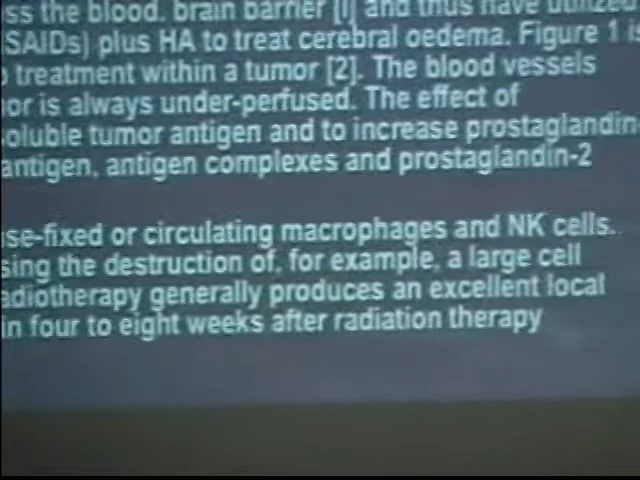 ss the blood. brain barrier [l] and thus have utilized
SAIDs) plus HA to treat cerebral oedema. Figure 1 is
treatment within a tumor [2]. The blood vessels
or is always under-perfused. The effect of
oluble tumor antigen and to increase prostaglandin
antigen, antigen complexes and prostaglandin-2
se-fixed or circulating macrophages and NK cells.
sing the destruction of, for example, a large cell
adiotherapy generally produces an excellent local
in four to eight weeks after radiation therapy